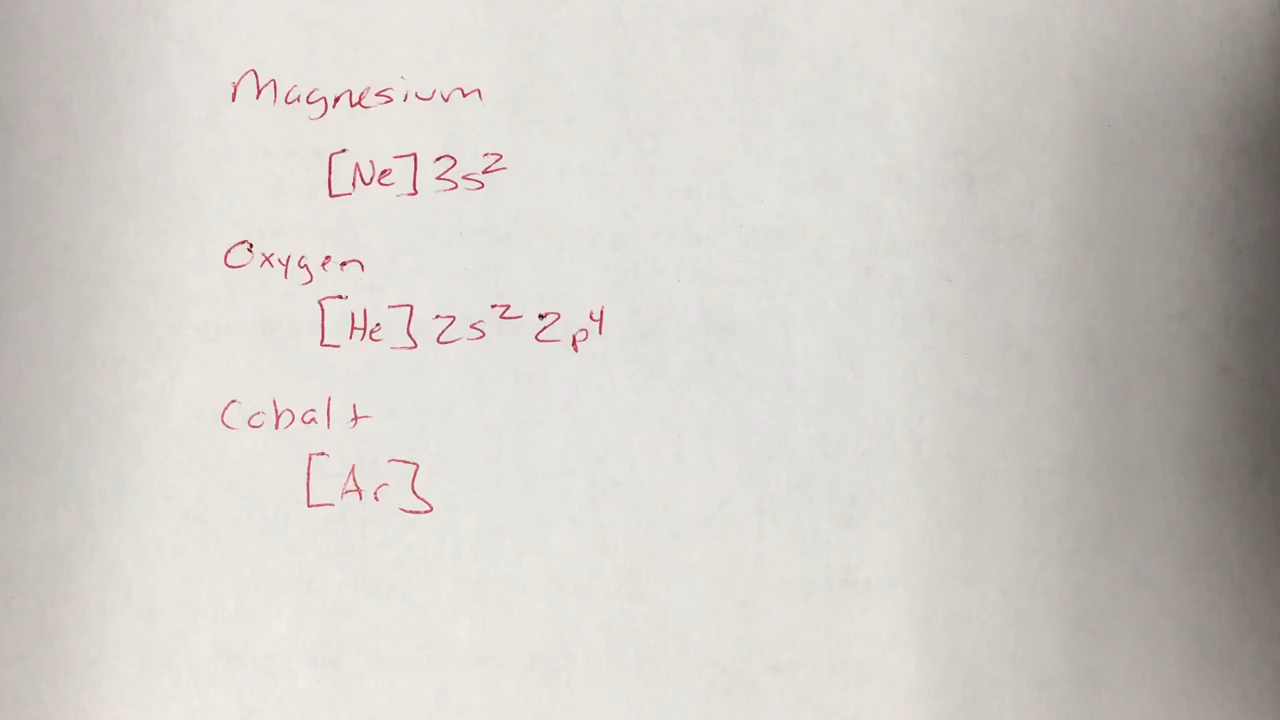 Magnesium
[Ne] 3s²
Oxygen
[He] 2s² 2p⁴
Cobalt
[Ar]